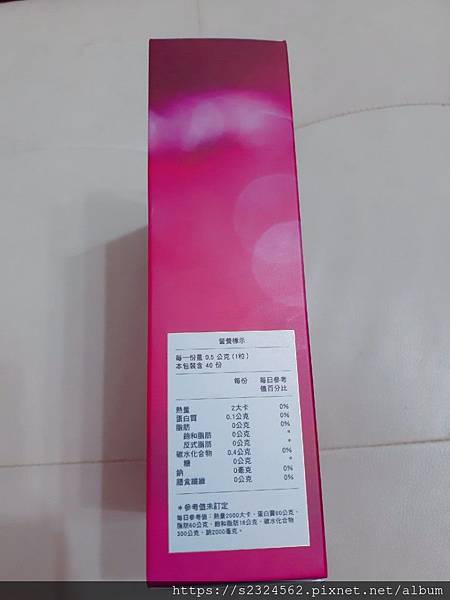 營養標示
每一份量 0.5 公克(1粒)
本包裝含 40 份
每份 每日參考
值百分比
熱量 2大卡 0%
蛋白質 0.1公克 0%
脂肪 0公克 0%
飽和脂肪 0公克 0%
反式脂肪 0公克 *
碳水化合物 0.4公克 0%
糖 0公克 *
鈉 0毫克 0%
膳食纖維 0公克 0%
*參考值未訂定
每日參考值：熱量2000大卡、蛋白質60公克、
脂肪60公克、飽和脂肪18公克、碳水化合物
300公克、鈉2000毫克。
https://s2324562.pixnet.net/album